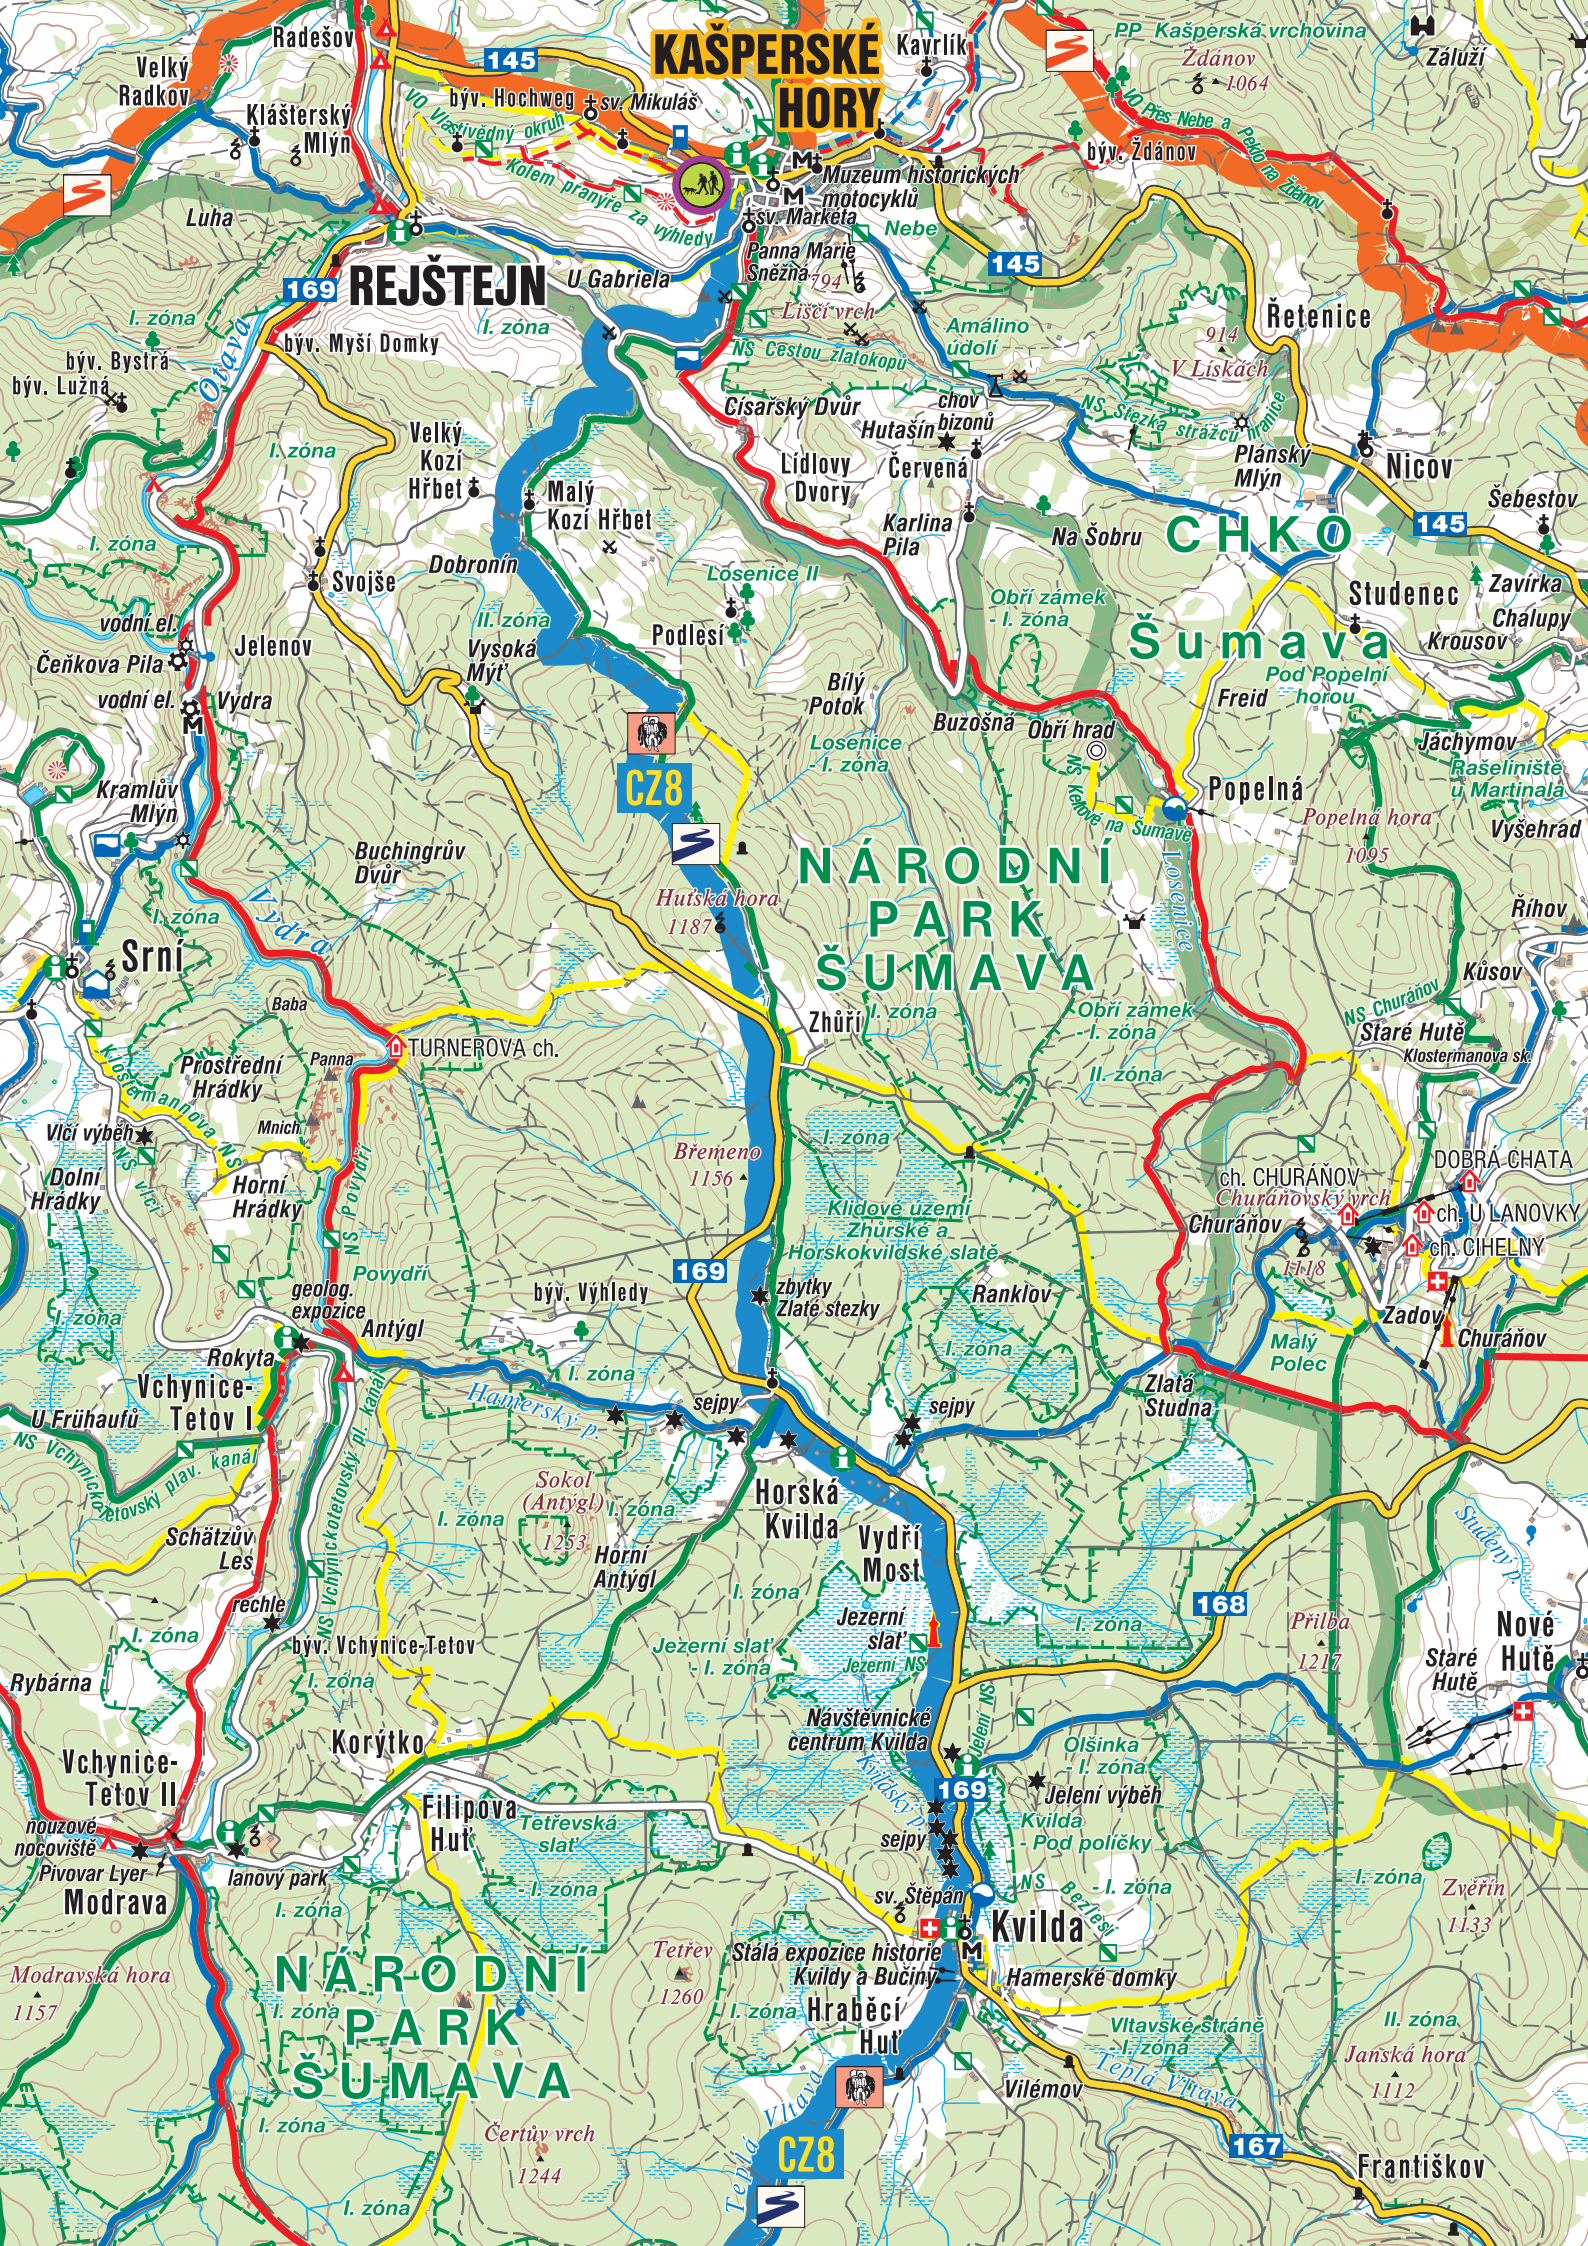 Radešov
Velký
Radkov
145
KAŠPERSKÉ
HORY
Kavrlík
PP Kašperská vrchovina
Ždánov
1064
Záluží
Klášterský
Mlýn
VO Vlastivědný okruh
býv. Hochweg
sv. Mikuláš
Kolem pranýře za výhledy
Muzeum historických
motocyklů
VO Přes Nebe a Peklo na Ždánov
býv. Ždánov
Luha
sv. Markéta
Nebe
Panna Marie
Sněžná
794
145
169
REJŠTEJN
U Gabriela
I. zóna
Otava
I. zóna
býv. Myší Domky
Liščí vrch
NS Cestou zlatokopů
Amálino
údolí
Řetenice
914
V Lískách
býv. Bystrá
býv. Lužná
Císařský Dvůr
chov
bizonů
Hutašín
Červená
NS Stezka strážců hranice
Plánský
Mlýn
Nicov
I. zóna
Velký
Kozí
Hřbet
Malý
Kozí Hřbet
Lídlovy
Dvory
Karlina
Pila
Na Šobru
CHKO
Šumava
145
Šebestov
I. zóna
Dobronín
Svojše
Losenice II
Obří zámek
- I. zóna
Studenec
Zavírka
Chalupy
Krousov
vodní el.
Čeňkova Pila
Jelenov
II. zóna
Vysoká
Mýť
Podlesí
Pod Popelní
horou
vodní el.
Vydra
Bílý
Potok
Buzošná
Obří hrad
Freid
Jáchymov
Rašeliniště
u Martinala
Losenice
- I. zóna
NS Keltové na Šumavě
Popelná
Kramlův
Mlýn
CZ8
Popelná hora
1095
Vyšehrad
Buchingrův
Dvůr
NÁRODNÍ
PARK
ŠUMAVA
Losenice
Huťská hora
1187
I. zóna
Vydra
Říhov
Srní
Kůsov
Baba
Zhůří
I. zóna
Obří zámek
- I. zóna
NS Churáňov
Staré Hutě
Klostermanova sk.
TURNEROVA ch.
Klostermannova NS
Prostřední
Hrádky
Panna
II. zóna
Mnich
Vlčí výběh
NS vlci
Dolní
Hrádky
Horní
Hrádky
NS Povydří
Břemeno
1156
I. zóna
DOBRÁ CHATA
ch. CHURÁŇOV
Churáňovský vrch
ch. U LANOVKY
Churáňov
ch. CIHELNY
1118
Klidové území
Zhůrské a
Horskokvildské slatě
Povydří
169
I. zóna
geolog.
expozice
býv. Výhledy
zbytky
Zlaté stezky
Ranklov
Zadov
Churáňov
Antýgl
Rokyta
I. zóna
Malý
Polec
Vchynice-
Tetov I
I. zóna
Hamerský p.
sejpy
sejpy
Zlatá
Studna
U Frühaufů
NS Vchynicko-
Tetovský plav. kanál
NS Vchynickotetovský pl. kanál
Sokol
(Antýgl)
1253
I. zóna
I. zóna
Horská
Kvilda
Vydří
Most
Studený p.
Schätzův
Les
Horní
Antýgl
rechle
I. zóna
168
I. zóna
býv. Vchynice-Tetov
Jezerní
slať
Jezerní slať
- I. zóna
Jezerní NS
I. zóna
Přilba
1217
Nové
Hutě
Staré
Hutě
Rybárna
I. zóna
Korýtko
Návštěvnické
centrum Kvilda
Jelení NS
Olšinka
- I. zóna
Vchynice-
Tetov II
Kvildský p.
169
Jelení výběh
Filipova
Huť
Tetřevská
slať
- I. zóna
nouzové
nocoviště
Pivovar Lyer
Modrava
lanový park
sejpy
Kvilda
- Pod políčky
- I. zóna
NS Bezlesí
I. zóna
Zvěřín
1133
I. zóna
sv. Štěpán
Kvilda
Tetřev
1260
Stálá expozice historie
Kvildy a Bučiny
Hamerské domky
Modravská hora
1157
NÁRODNÍ
PARK
ŠUMAVA
I. zóna
I. zóna
Hraběcí
Huť
Vltavské stráně
- I. zóna
II. zóna
Janská hora
1112
Vilémov
Teplá Vltava
I. zóna
Čertův vrch
1244
Teplá Vltava
CZ8
167
Františkov
I. zóna